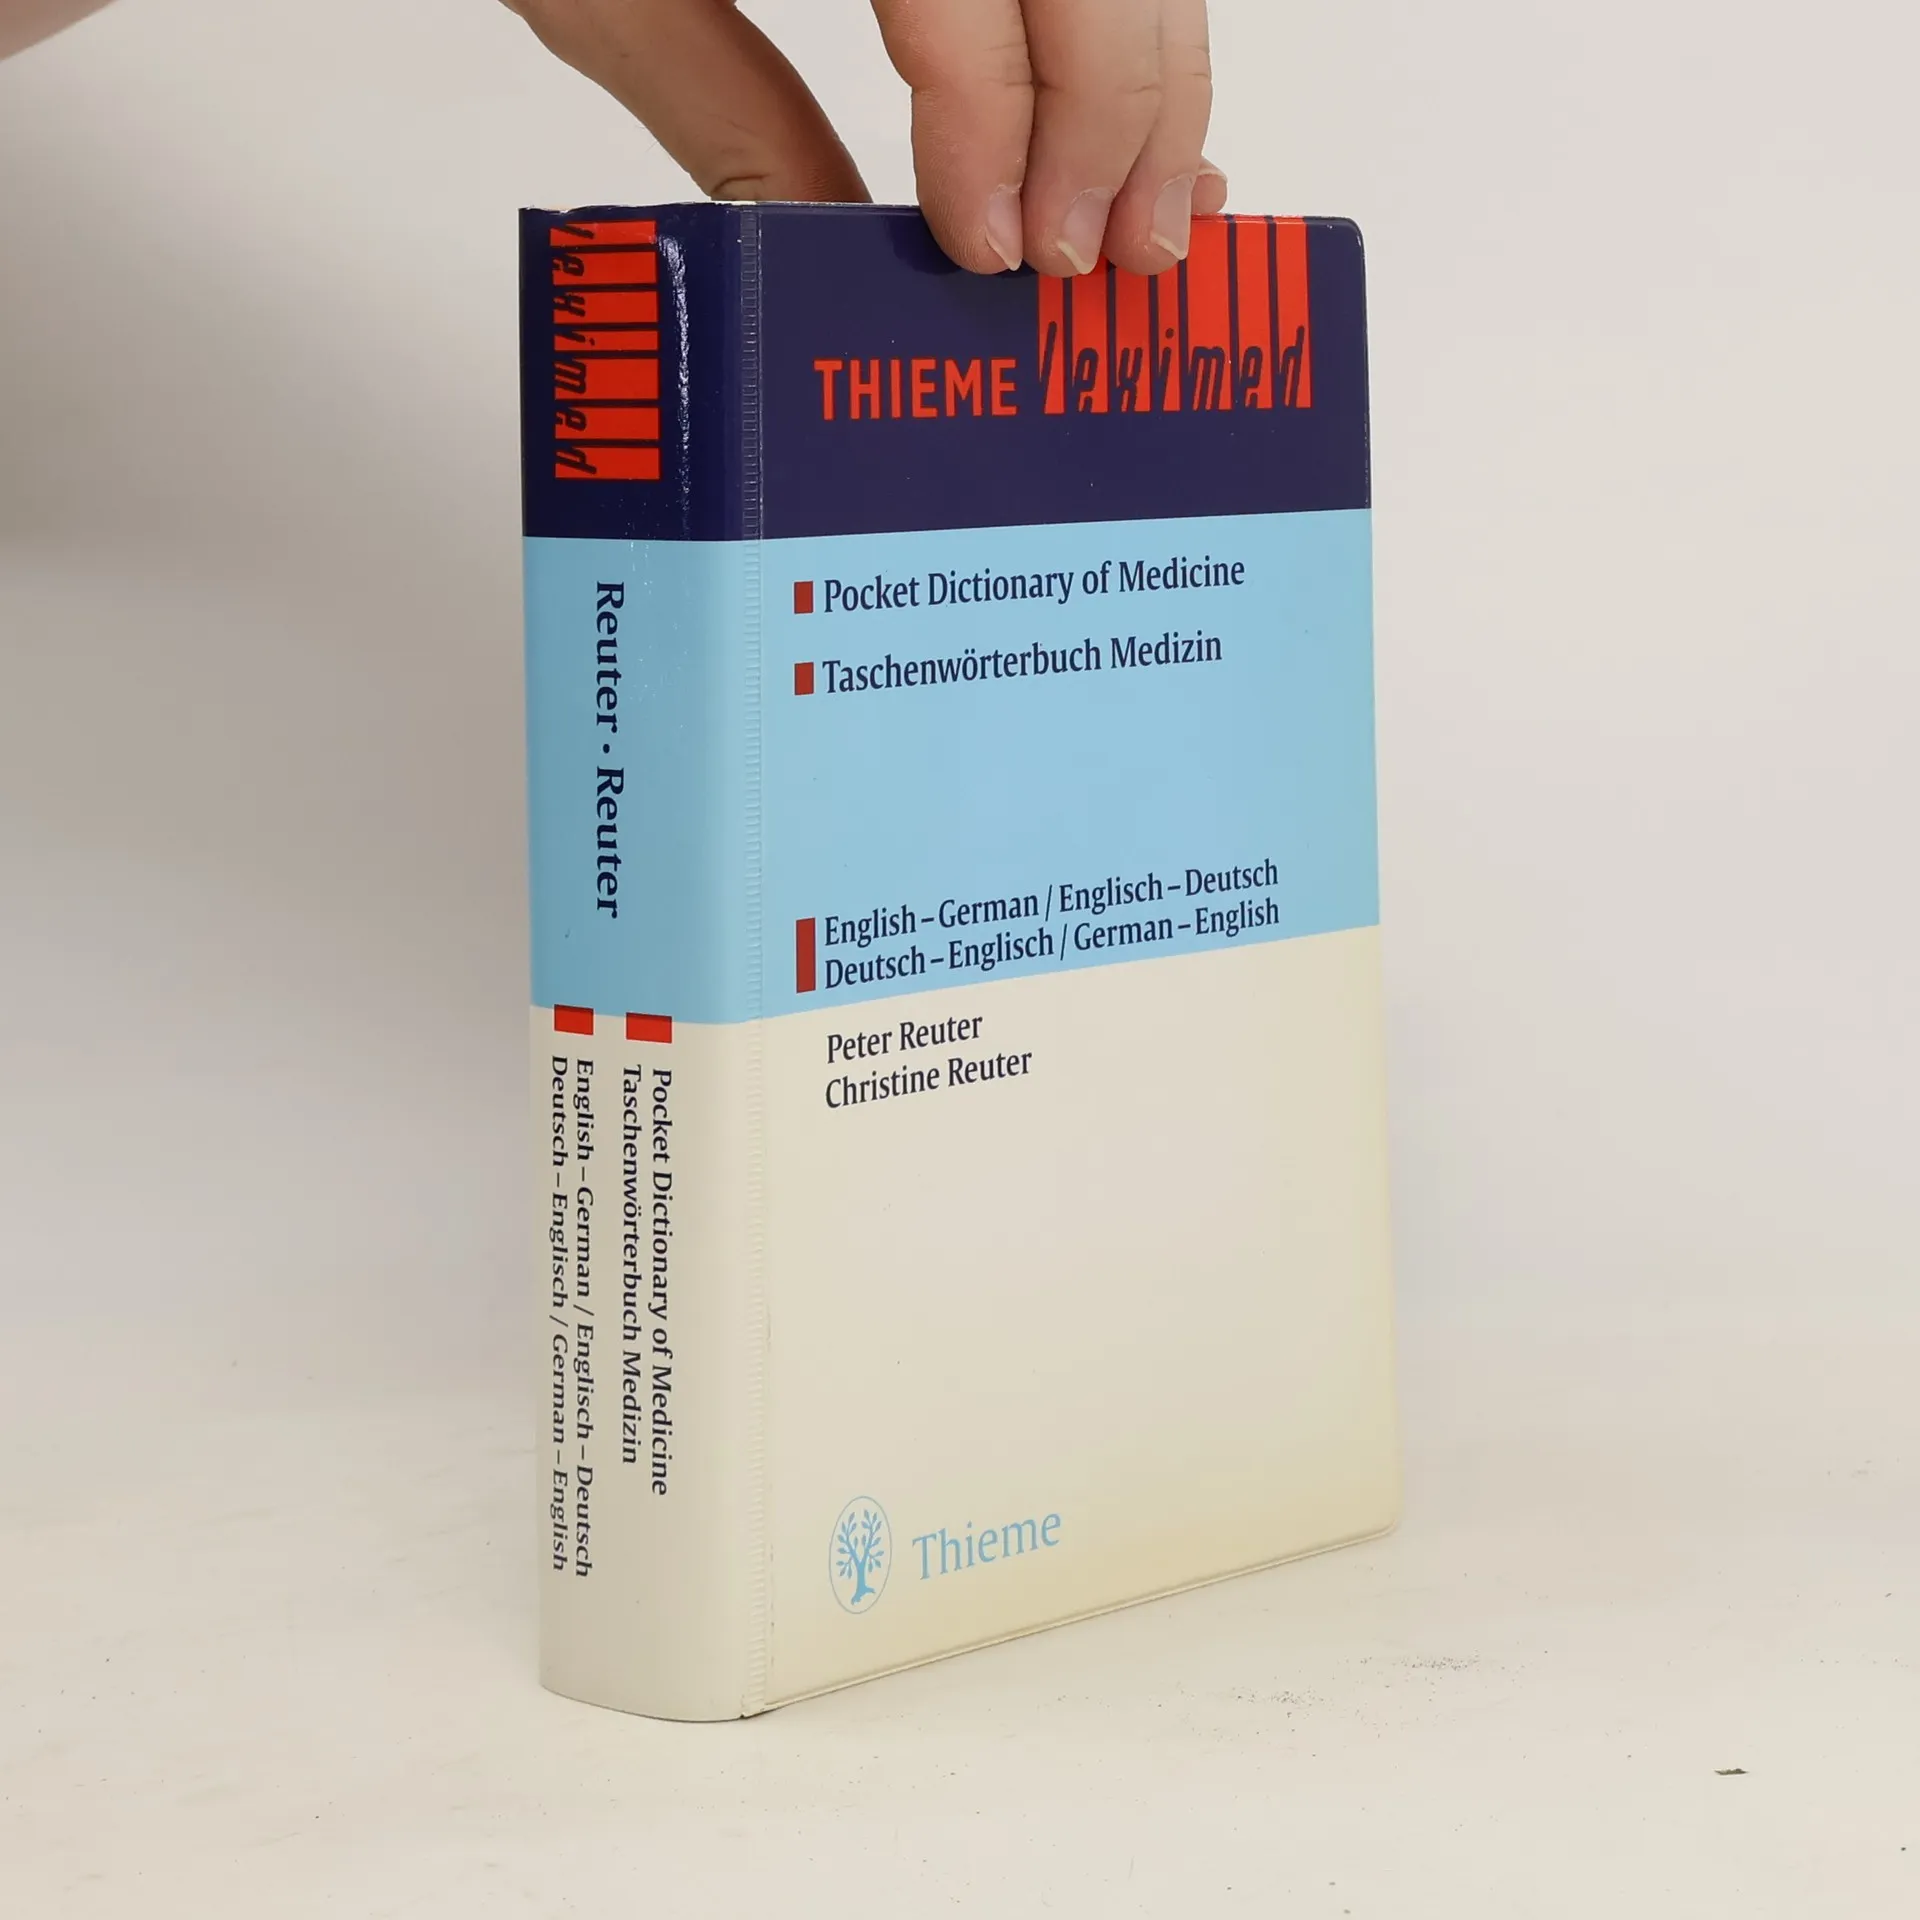 leximed
Reuter · Reuter
Pocket Dictionary of Medicine
Taschenwörterbuch Medizin
English – German / Englisch – Deutsch
Deutsch – Englisch / German – English
THIEME leximed
Pocket Dictionary of Medicine
Taschenwörterbuch Medizin
English – German / Englisch – Deutsch
Deutsch – Englisch / German – English
Peter Reuter
Christine Reuter
Thieme